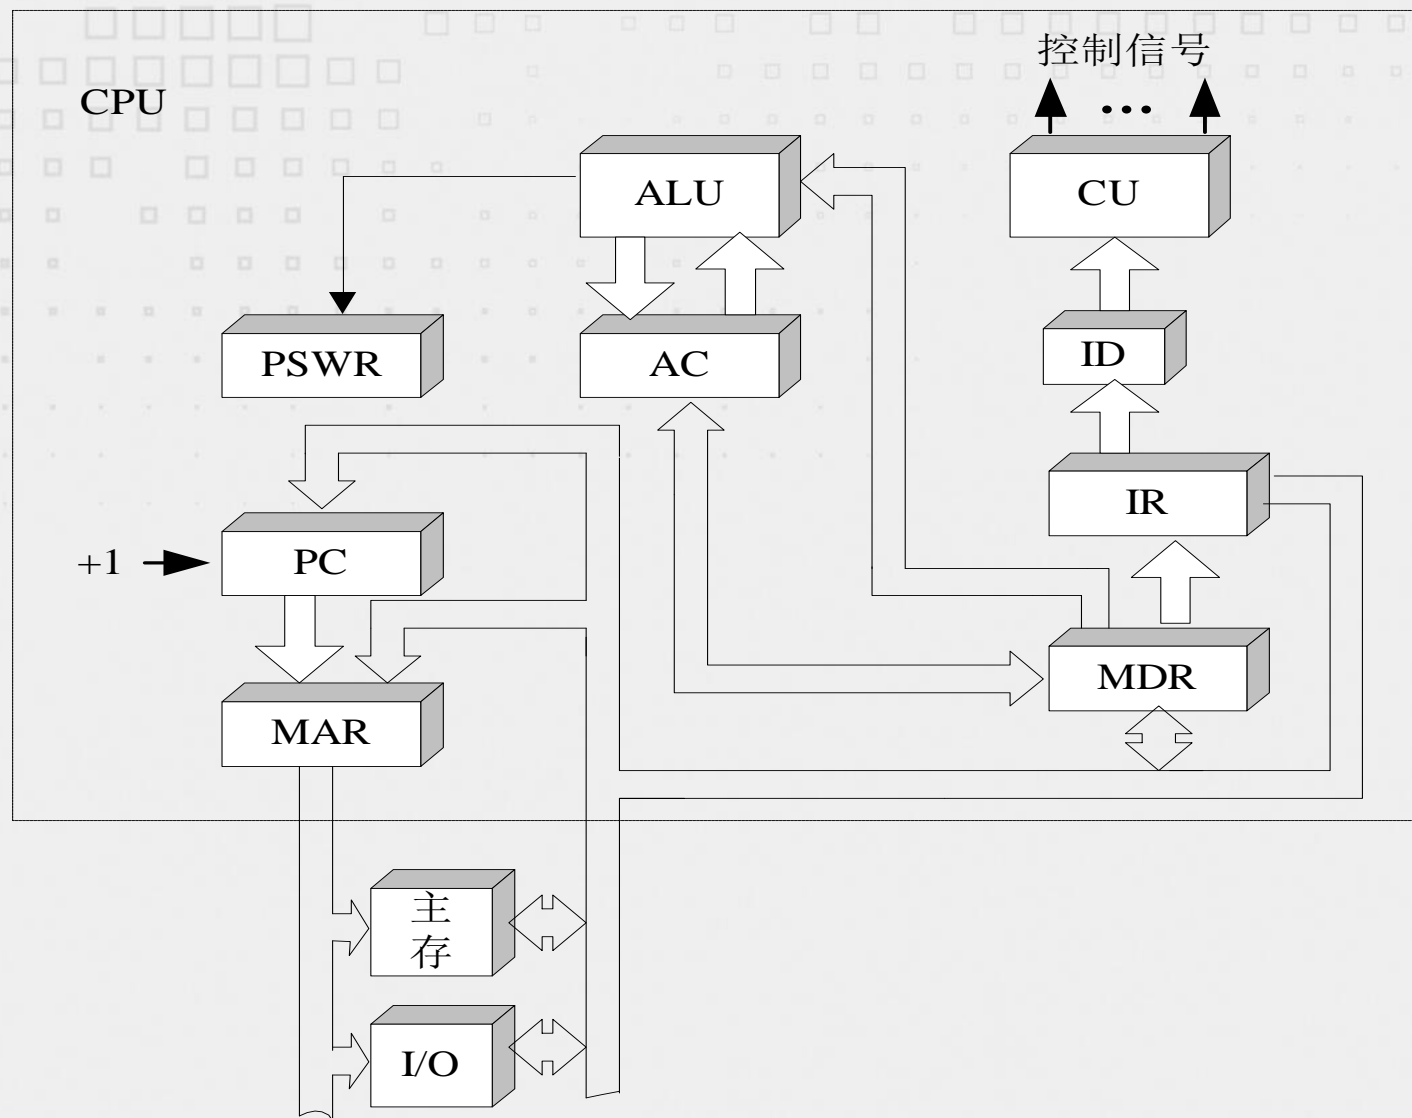 控制信号
CPU
...
ALU
CU
PSWR
AC
ID
IR
+1
PC
MDR
MAR
主
存
I/O